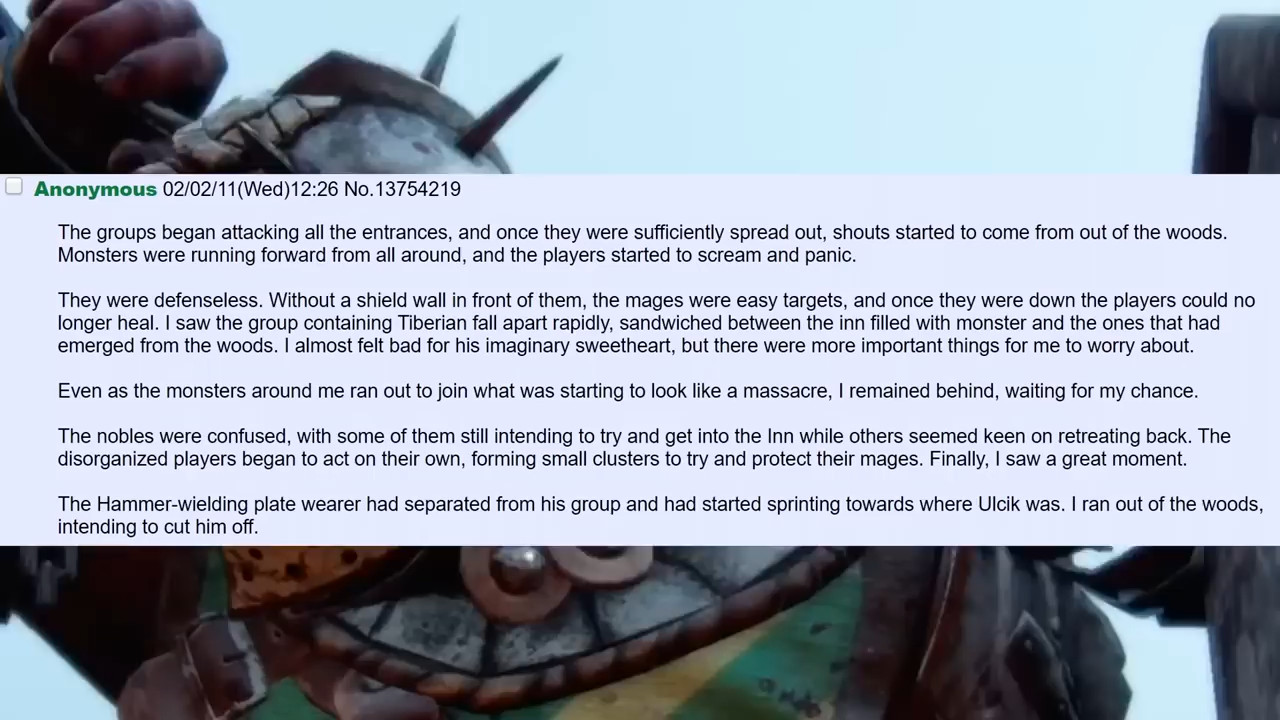 Anonymous 02/02/11(Wed)12:26 No.13754219
The groups began attacking all the entrances, and once they were sufficiently spread out, shouts started to come from out of the woods.
Monsters were running forward from all around, and the players started to scream and panic.
They were defenseless. Without a shield wall in front of them, the mages were easy targets, and once they were down the players could no
longer heal. I saw the group containing Tiberian fall apart rapidly, sandwiched between the inn filled with monster and the ones that had
emerged from the woods. I almost felt bad for his imaginary sweetheart, but there were more important things for me to worry about.
Even as the monsters around me ran out to join what was starting to look like a massacre, I remained behind, waiting for my chance.
The nobles were confused, with some of them still intending to try and get into the Inn while others seemed keen on retreating back. The
disorganized players began to act on their own, forming small clusters to try and protect their mages. Finally, I saw a great moment.
The Hammer-wielding plate wearer had separated from his group and had started sprinting towards where Ulcik was. I ran out of the woods,
intending to cut him off.